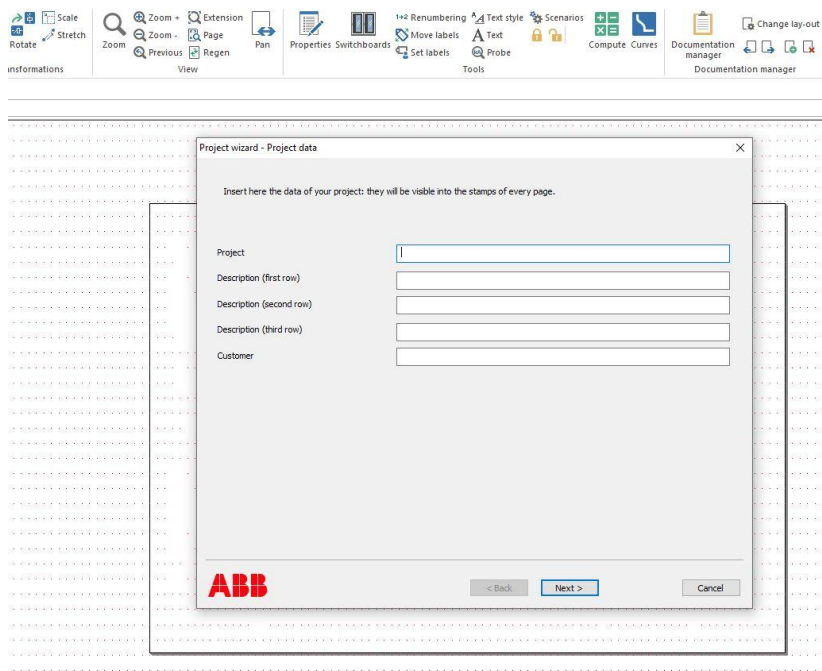 Scale
Stretch
Rotate
ansformations
Zoom
Zoom +
Zoom -
Previous
Extension
Page
Regen
Pan
View
Properties
Switchboards
1+2 Renumbering
Move labels
Set labels
Text style
A Text
Probe
Scenarios
Compute
Curves
Tools
Documentation
manager
Change lay-out
Documentation manager
Project wizard - Project data
Insert here the data of your project: they will be visible into the stamps of every page.
Project
Description (first row)
Description (second row)
Description (third row)
Customer
ABB
< Back
Next >
Cancel